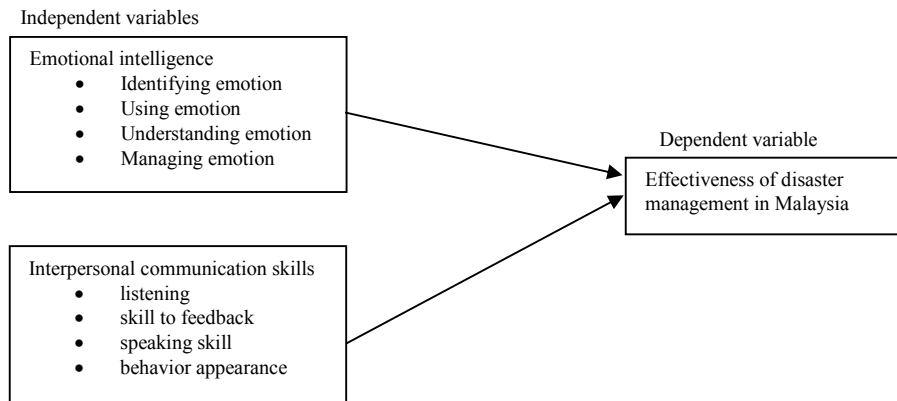 Independent variables
Emotional intelligence
• Identifying emotion
• Using emotion
• Understanding emotion
• Managing emotion
Dependent variable
Effectiveness of disaster
management in Malaysia
Interpersonal communication skills
• listening
• skill to feedback
• speaking skill
• behavior appearance